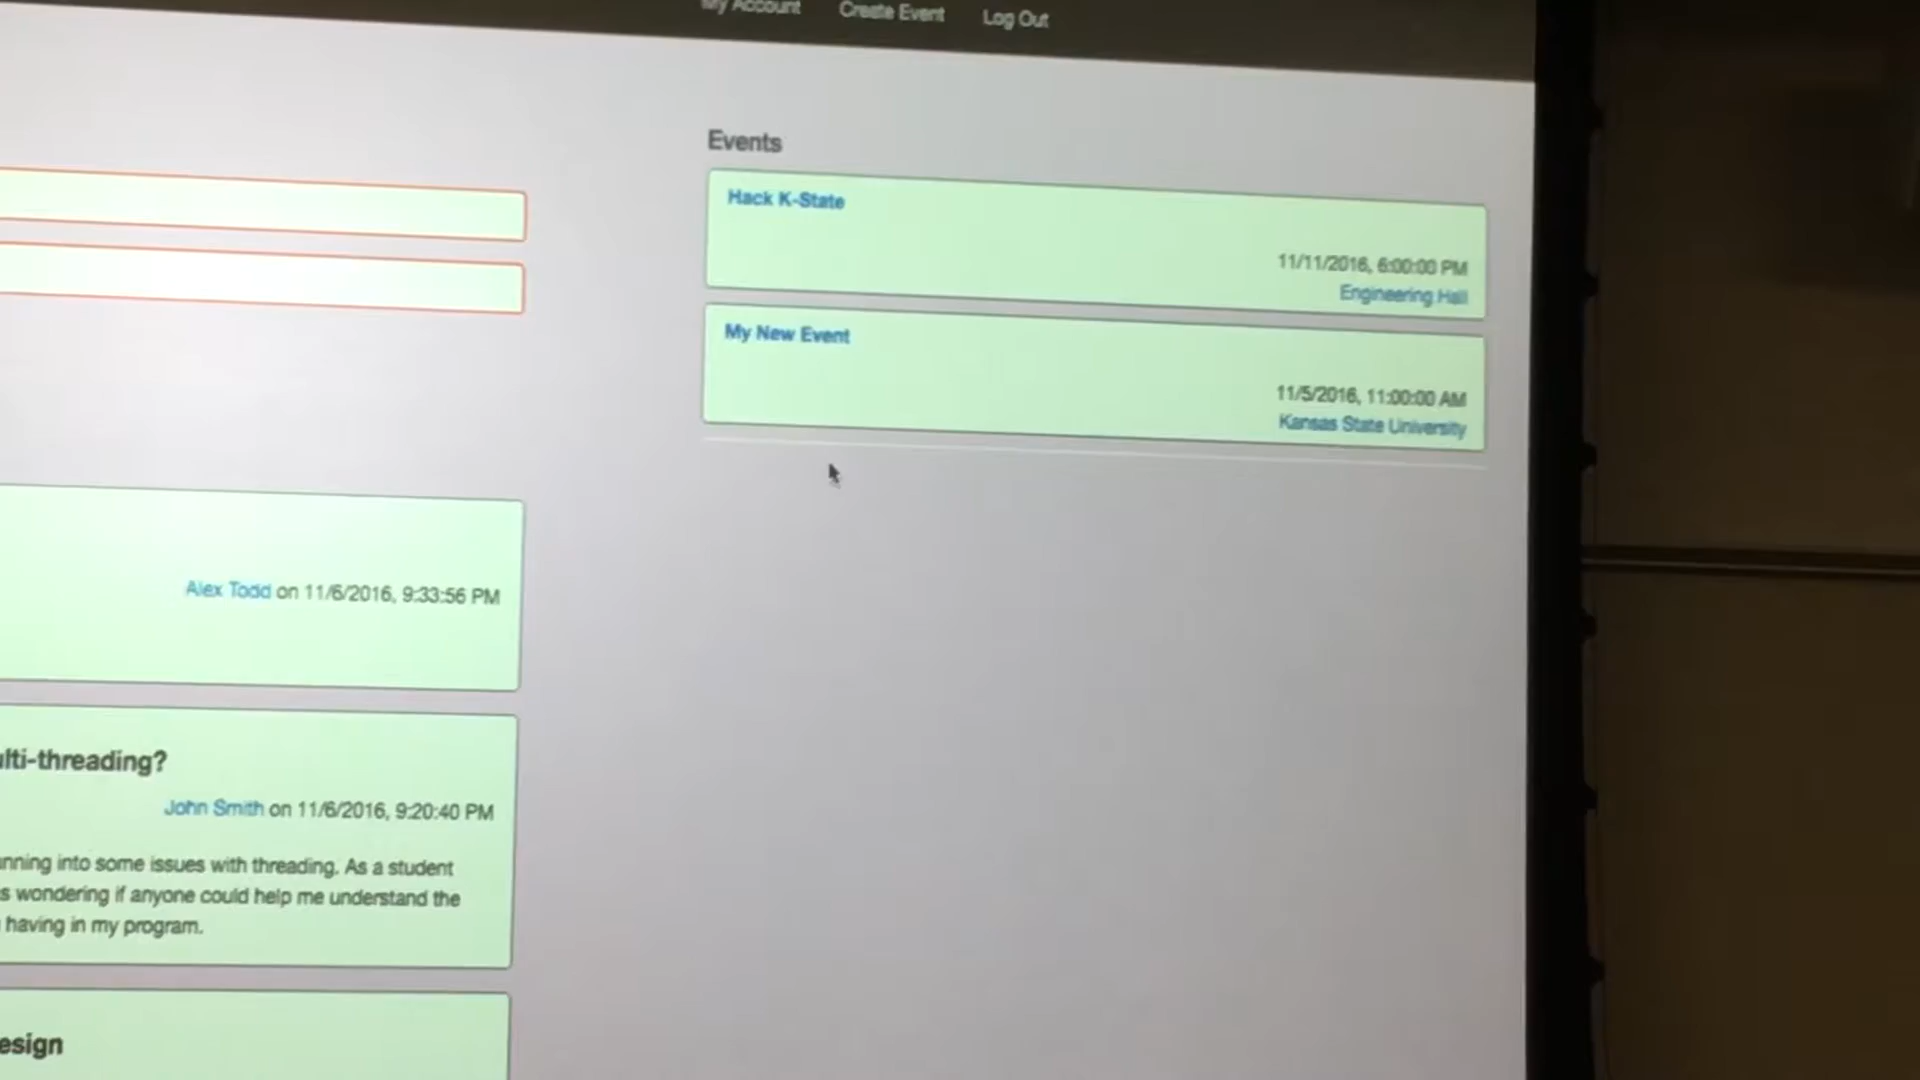 My Account Create Event Log Out
Events
Hack K-State
11/11/2016, 6:00:00 PM
Engineering Hall
My New Event
11/5/2016, 11:00:00 AM
Kansas State University
Alex Todd on 11/6/2016, 9:33:56 PM
ulti-threading?
John Smith on 11/6/2016, 9:20:40 PM
unning into some issues with threading. As a student
s wondering if anyone could help me understand the
having in my program.
esign